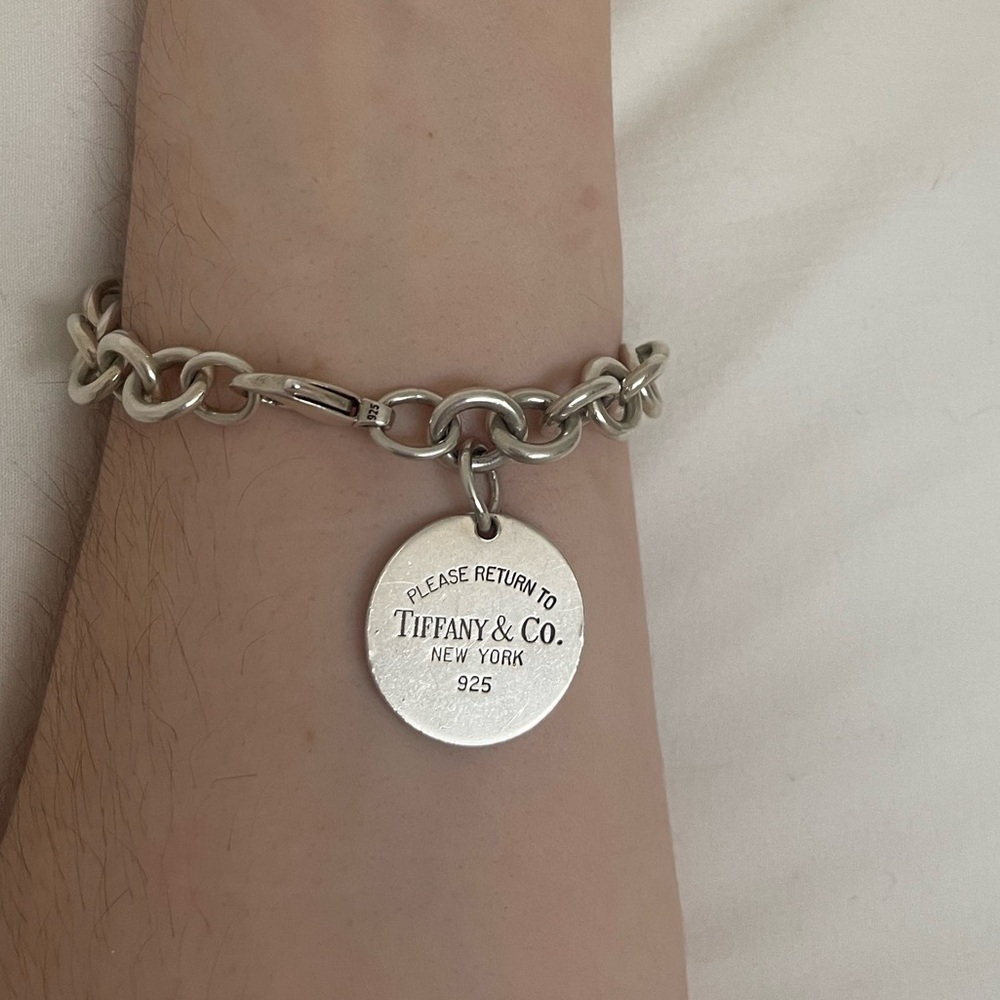 925
PLEASE RETURN TO
TIFFANY & CO.
NEW YORK
925